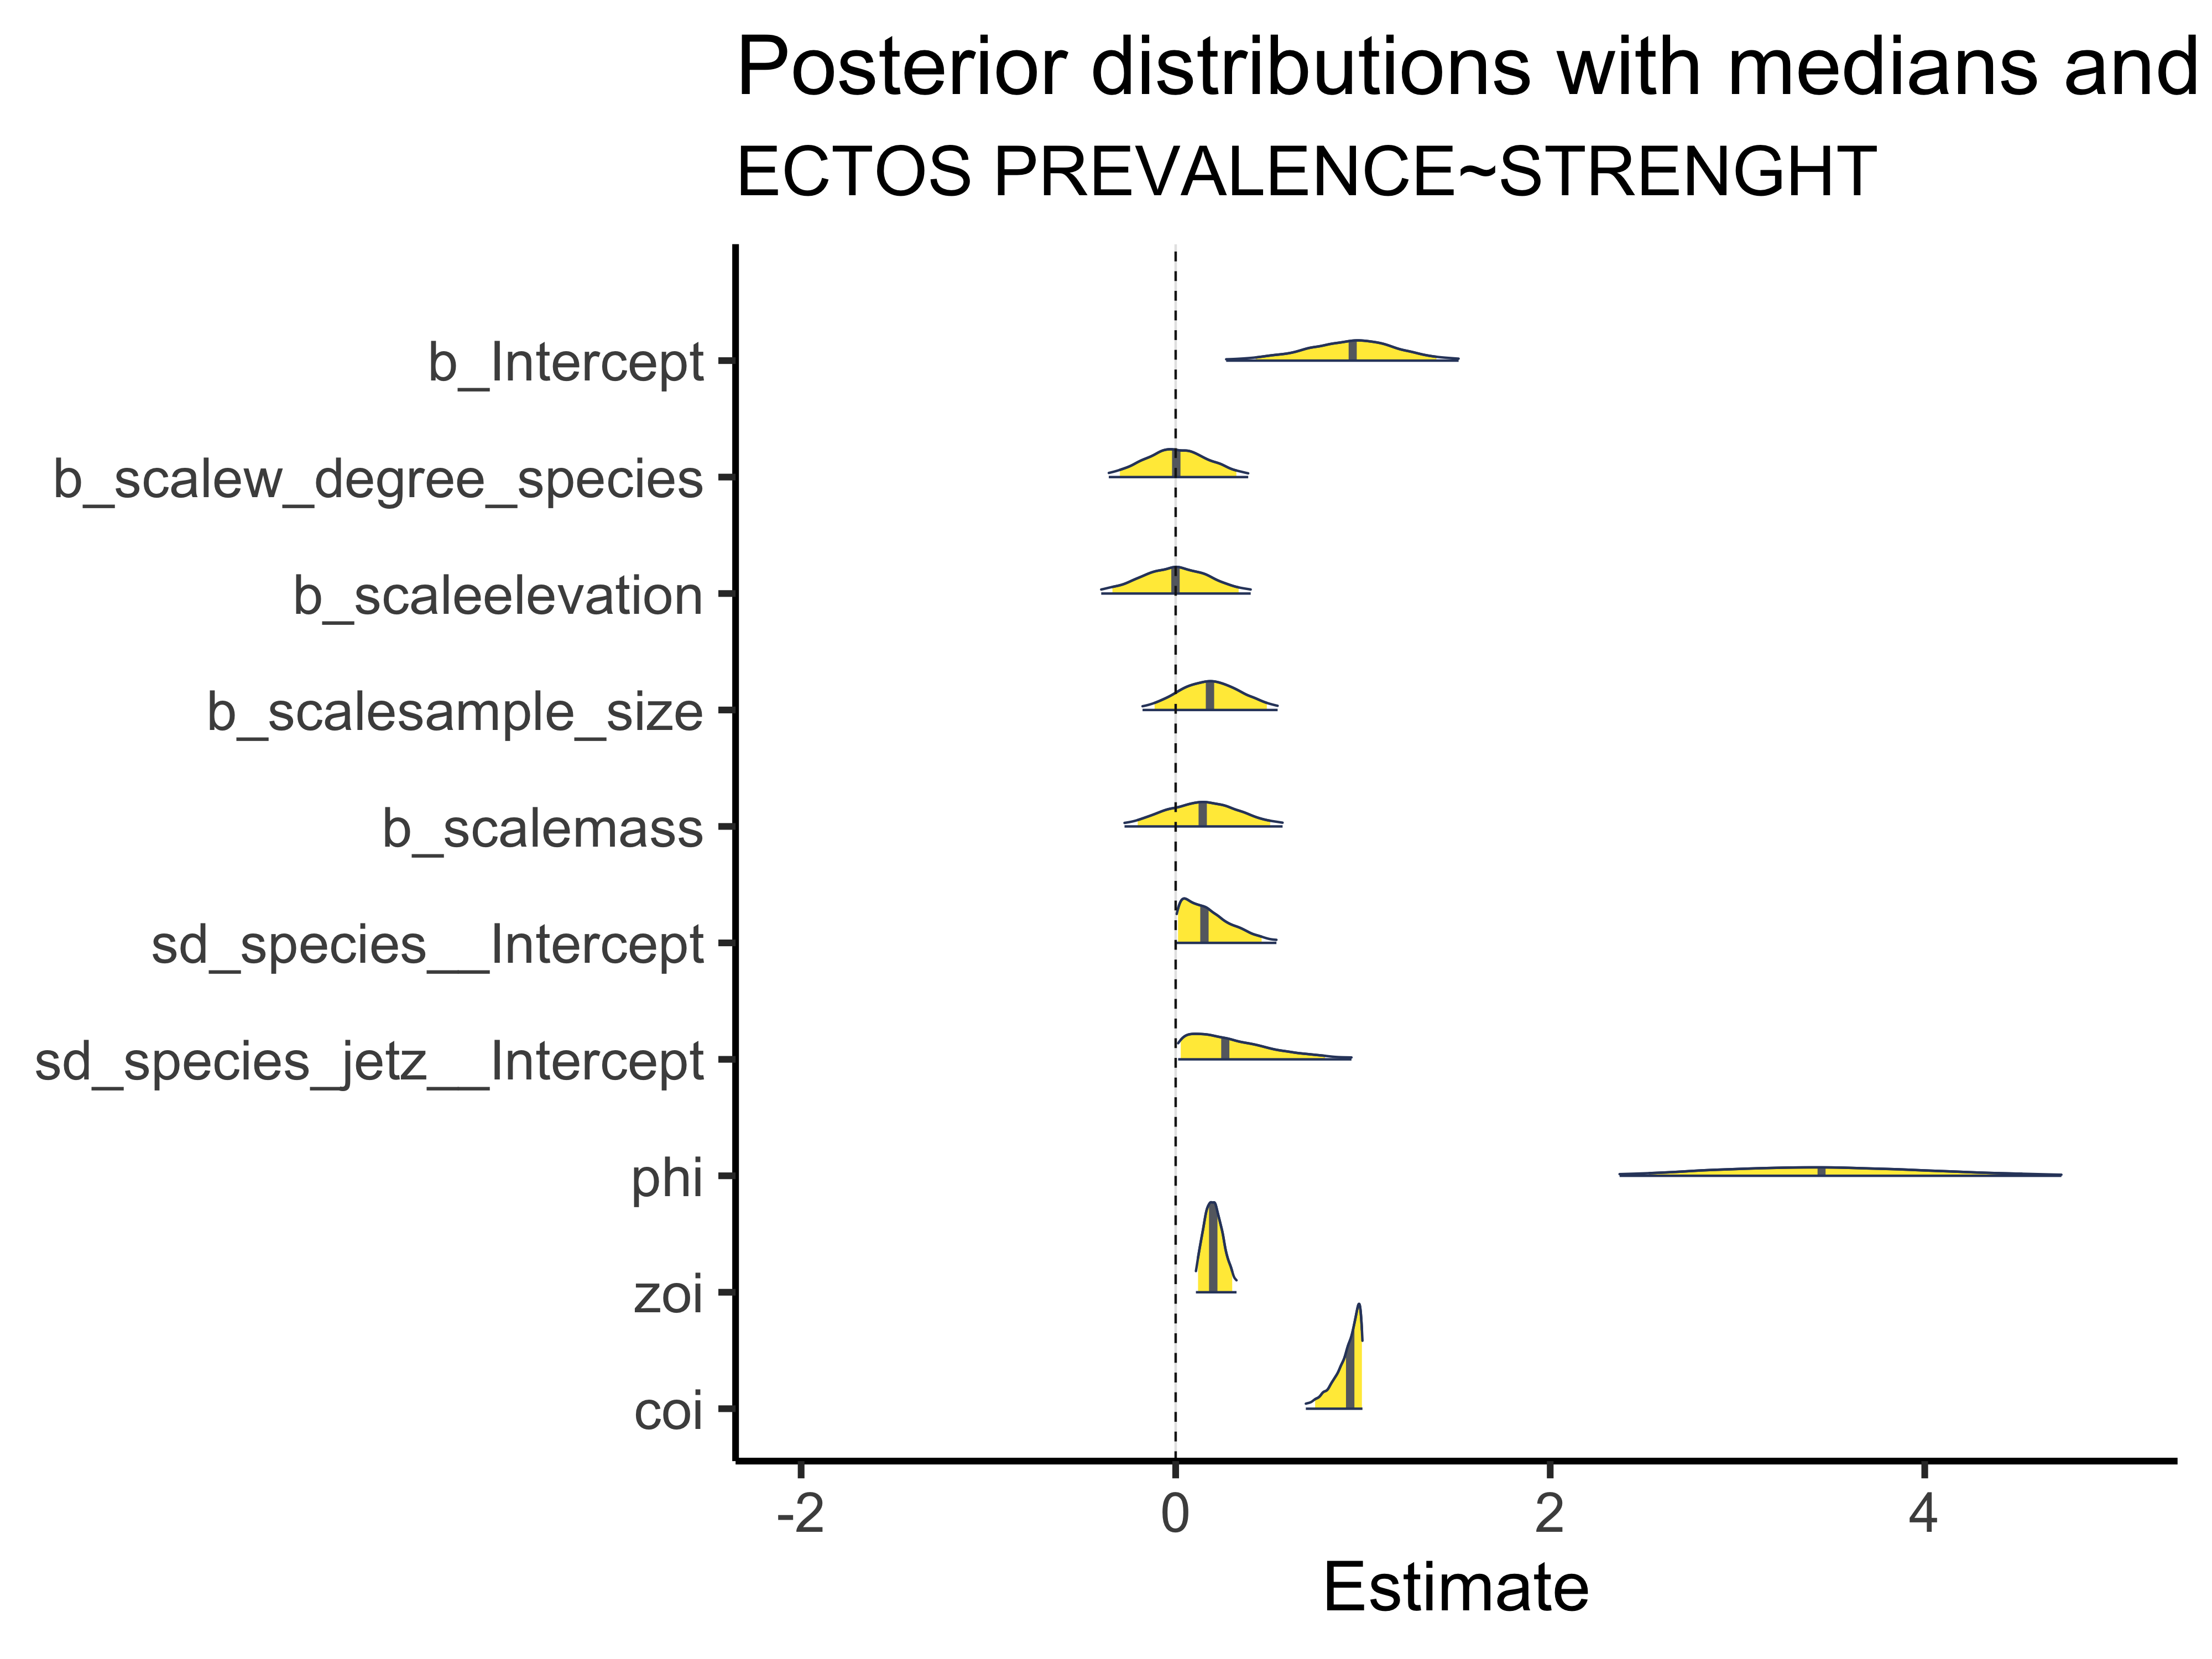 Posterior distributions with medians and
ECTOS PREVALENCE~STRENGHT
b_Intercept
b_scalew_degree_species
b_scaleelevation
b_scalesample_size
b_scalemass
sd_species__Intercept
sd_species_jetz__Intercept
phi
zoi
coi
-2 0 2 4
Estimate